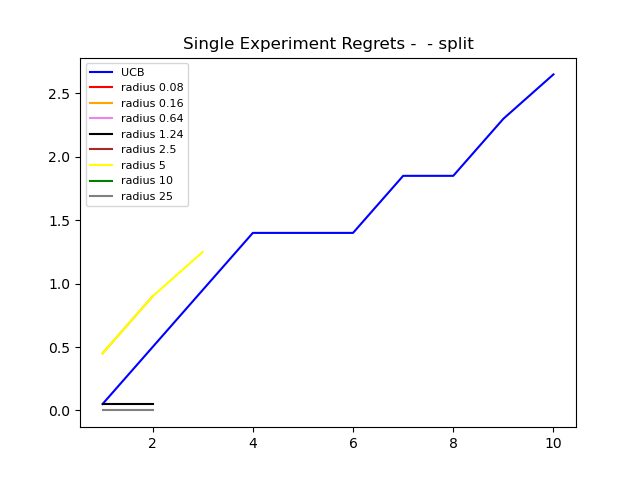 Single Experiment Regrets -  - split
UCB
radius 0.08
radius 0.16
radius 0.64
radius 1.24
radius 2.5
radius 5
radius 10
radius 25
2.5
2.0
1.5
1.0
0.5
0.0
2 4 6 8 10